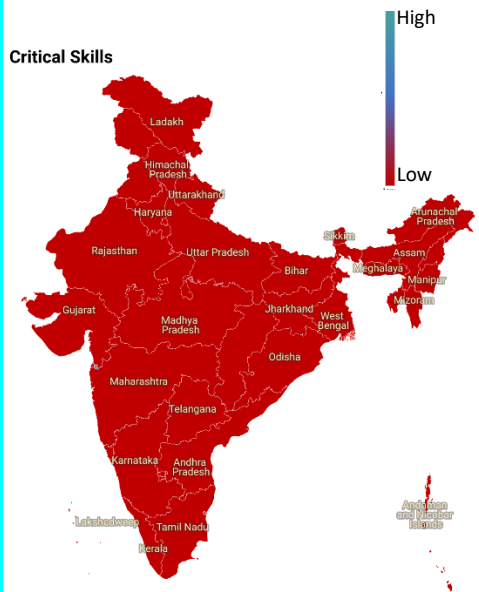 High
Critical Skills
Low
Ladakh
Himachal
Pradesh
Uttarakhand
Haryana
Arunachal
Pradesh
Sikkim
Rajasthan
Uttar Pradesh
Assam
Bihar
Meghalaya
Manipur
Mizoram
Gujarat
Jharkhand
West
Bengal
Madhya
Pradesh
Odisha
Maharashtra
Telangana
Karnataka
Andhra
Pradesh
Andaman
and Nicobar
Islands
Lakshadweep
Tamil Nadu
Kerala